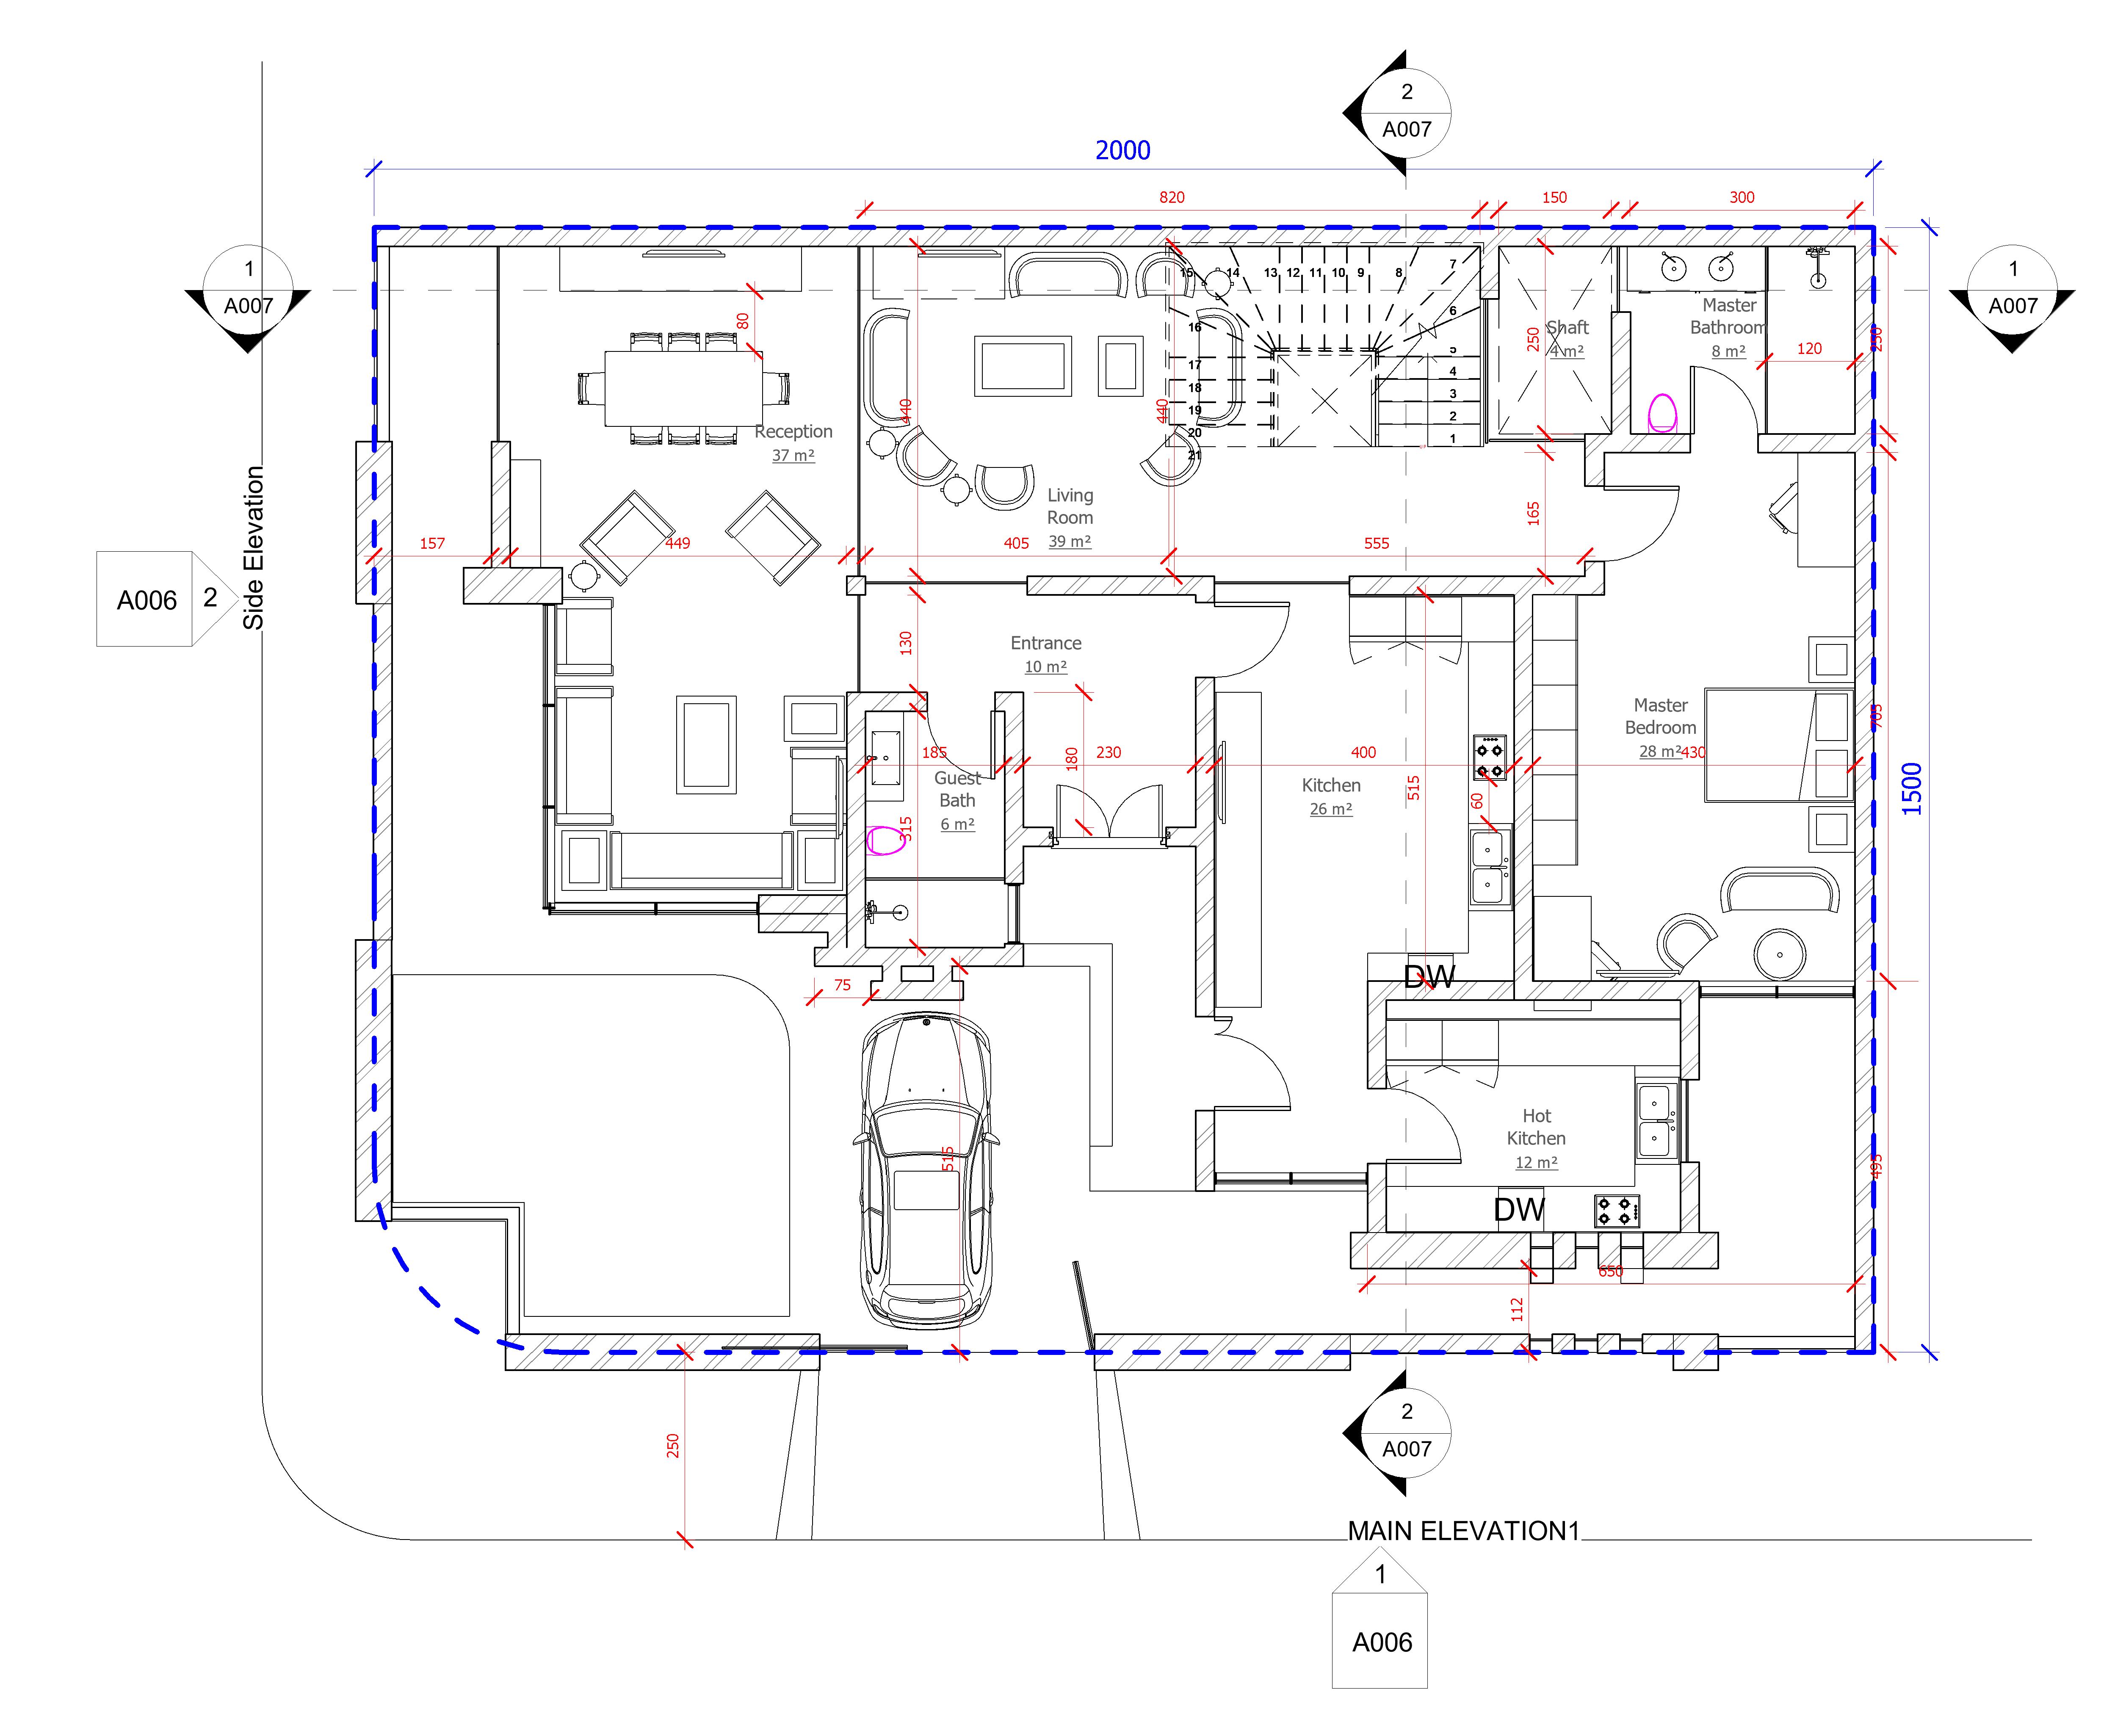 2
A007
2000
820
150
300
1
A007
1
A007
15
14
13
12
11
10
9
8
7
6
5
4
3
2
1
16
17
18
19
20
21
80
Master
Bathroom
8 m²
Shaft
4 m²
250
120
250
Reception
37 m²
440
440
Living
Room
39 m²
165
157
449
405
555
Side Elevation
A006
2
130
Entrance
10 m²
Master
Bedroom
28 m²
430
705
185
180
230
400
515
60
Guest
Bath
6 m²
315
Kitchen
26 m²
1500
DW
75
515
Hot
Kitchen
12 m²
DW
495
650
112
250
2
A007
MAIN ELEVATION1
1
A006